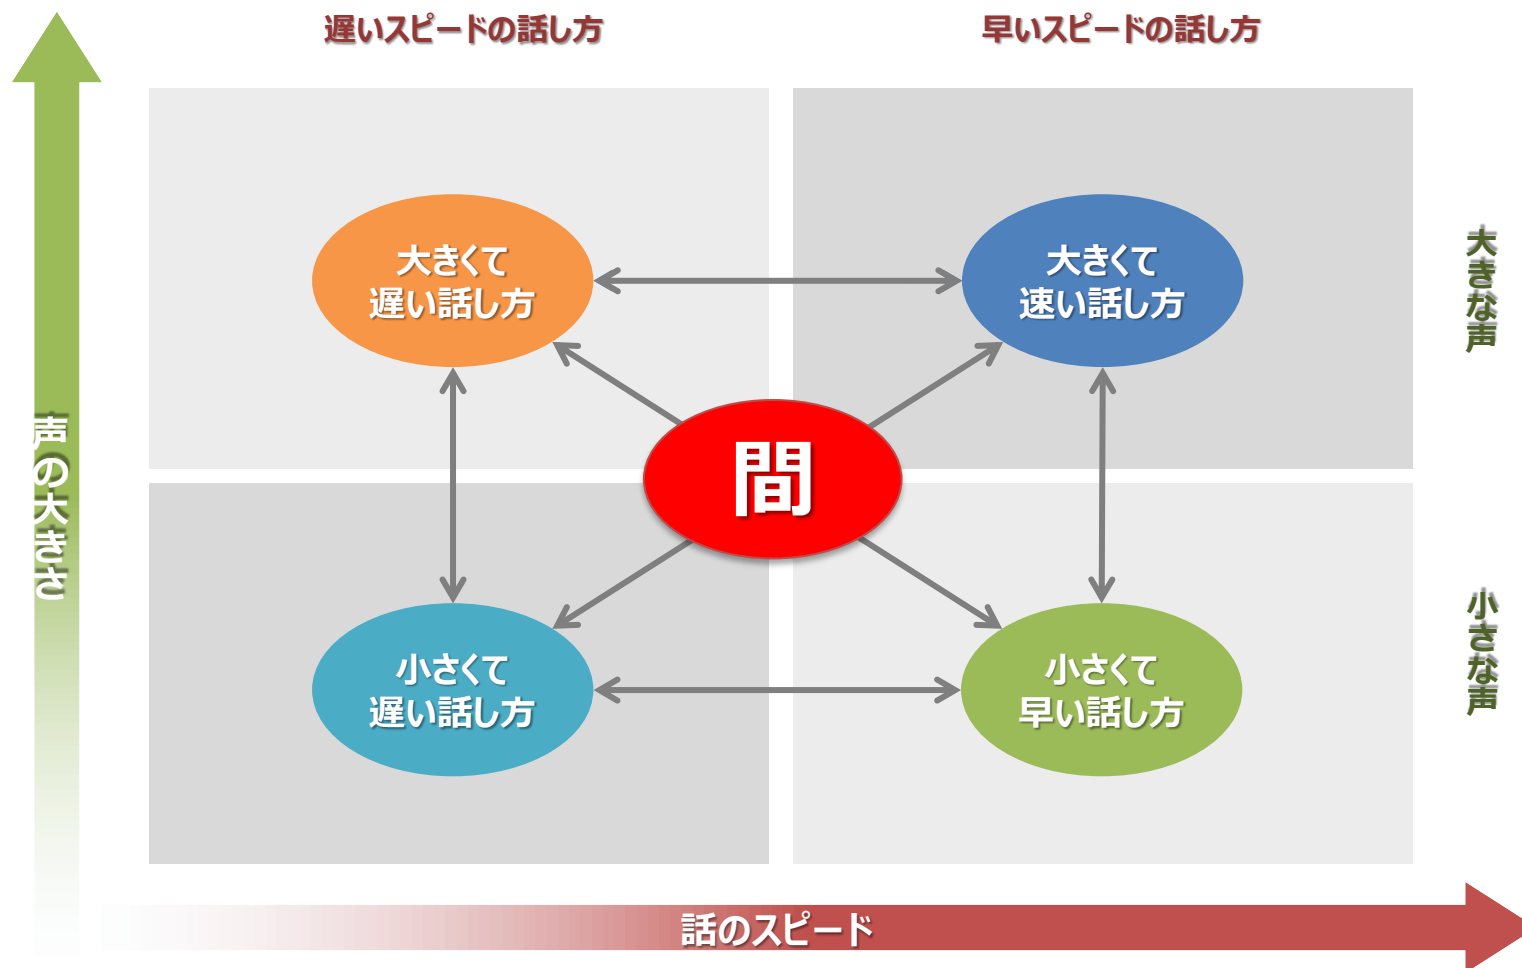 遅いスピードの話し方
早いスピードの話し方
大きくて
遅い話し方
大きくて
速い話し方
大きな声
間
声の大きさ
小さくて
遅い話し方
小さくて
早い話し方
小さな声
話のスピード